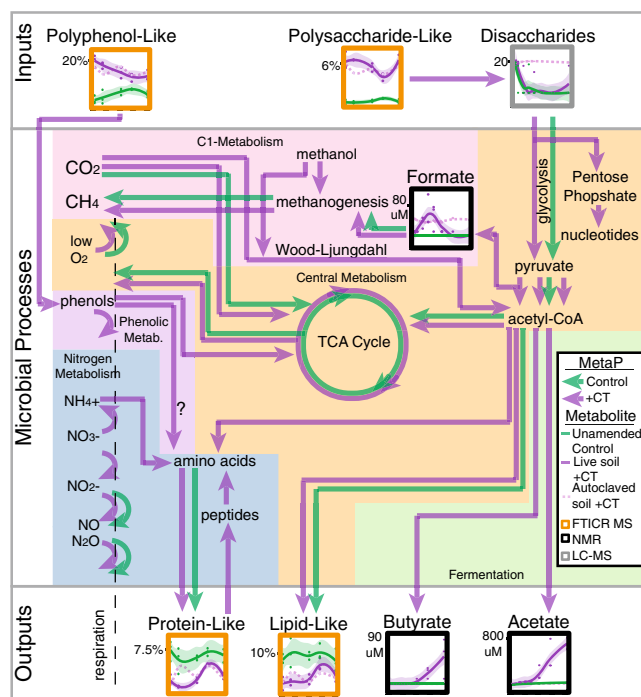 Inputs
Polyphenol-Like
20%
Polysaccharide-Like
6%
Disaccharides
20
Microbial Processes
C1-Metabolism
CO2
methanol
CH4
methanogenesis
Formate
80
uM
glycolysis
Pentose
Phopshate
nucleotides
low
O2
Wood-Ljungdahl
Central Metabolism
pyruvate
phenols
Phenolic
Metab.
TCA Cycle
acetyl-CoA
Nitrogen
Metabolism
NH4+
?
NO3-
amino acids
NO2-
peptides
NO
N2O
Fermentation
MetaP
Control
+CT
Metabolite
Unamended
Control
Live soil
+CT
Autoclaved
soil +CT
FTICR MS
NMR
LC-MS
Outputs
respiration
Protein-Like
7.5%
Lipid-Like
10%
Butyrate
90
uM
Acetate
800
uM